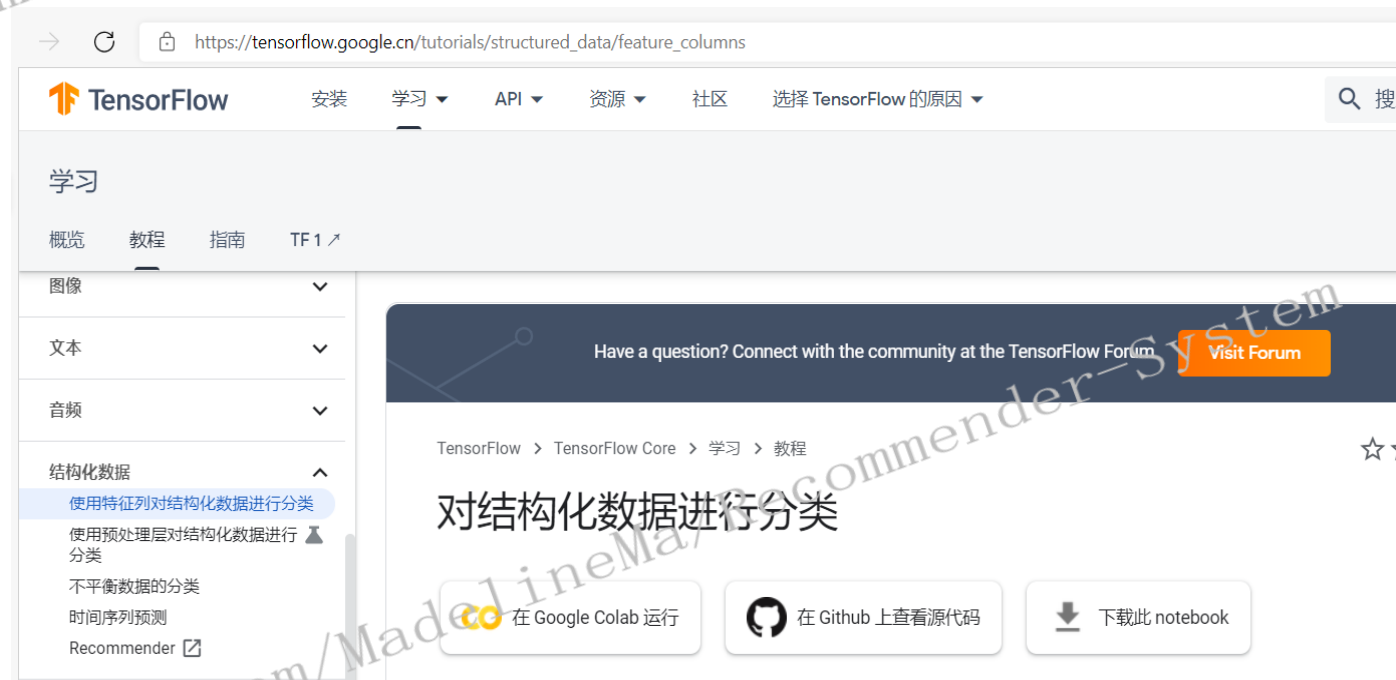 https://tensorflow.google.cn/tutorials/structured_data/feature_columns
TensorFlow 安装 学习 API 资源 社区 选择 TensorFlow 的原因 搜
学习
概览 教程 指南 TF 1
图像
文本
音频
结构化数据
使用特征列对结构化数据进行分类
使用预处理层对结构化数据进行
分类
不平衡数据的分类
时间序列预测
Recommender
Have a question? Connect with the community at the TensorFlow Forum Visit Forum
TensorFlow > TensorFlow Core > 学习 > 教程
对结构化数据进行分类
在 Google Colab 运行 在 Github 上查看源代码 下载此 notebook
m/MadelineMa/Recommender-System